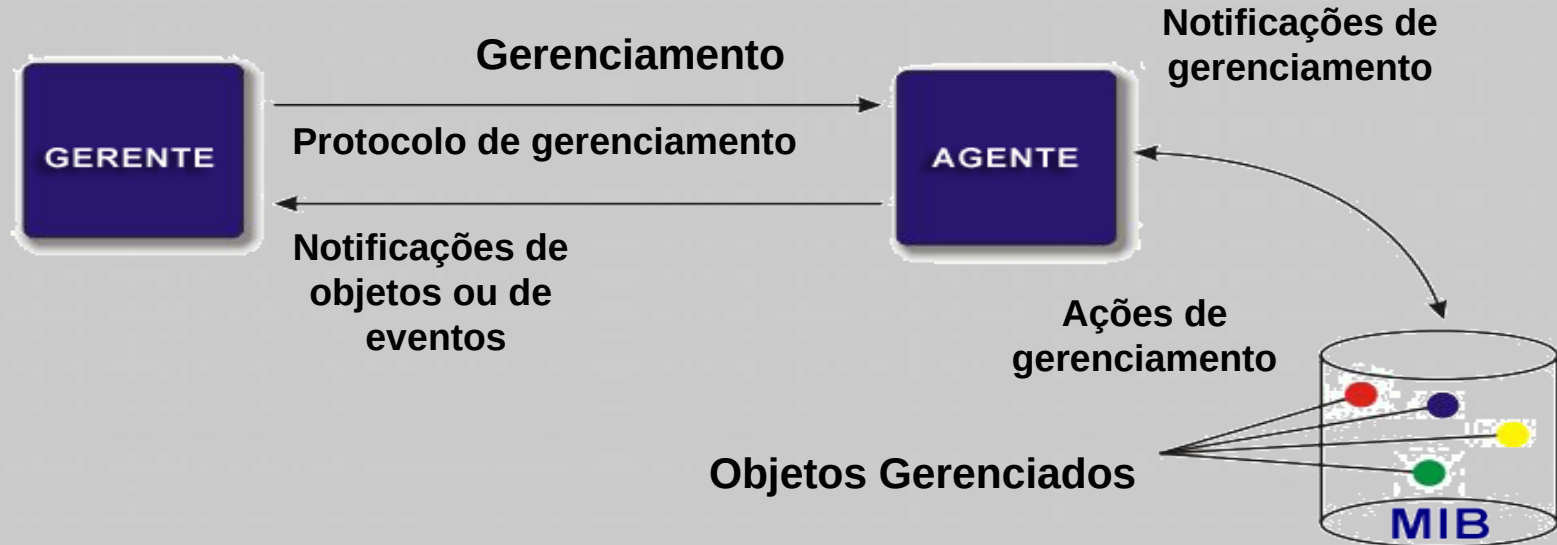 Notificações de
gerenciamento
Gerenciamento
GERENTE
Protocolo de gerenciamento
AGENTE
Notificações de
objetos ou de
eventos
Ações de
gerenciamento
Objetos Gerenciados
MIB